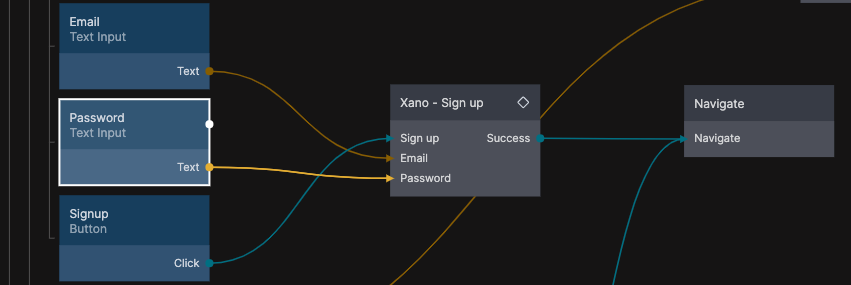 Email
Text Input
Text
Password
Text Input
Text
Signup
Button
Click
Xano - Sign up
Sign up Success
Email
Password
Navigate
Navigate